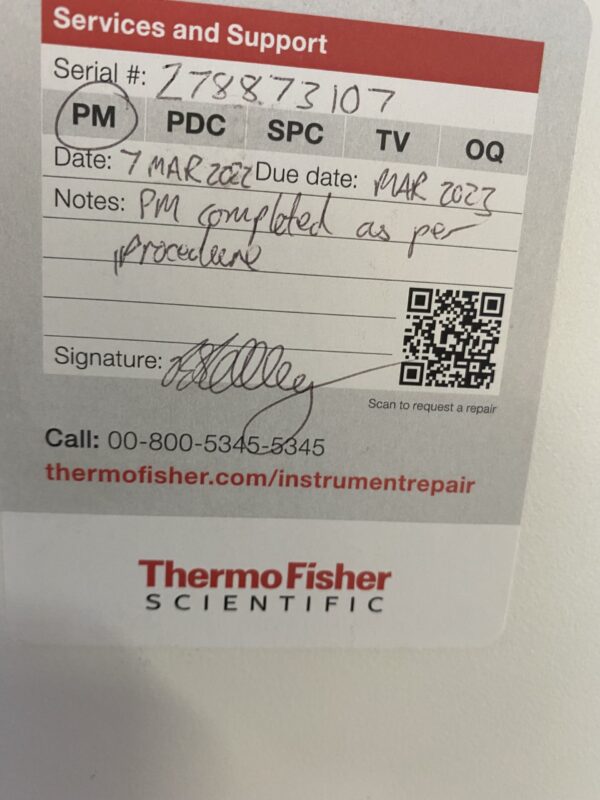 Services and Support
Serial #: 278873107
PM PDC SPC TV OQ
Date: 7 MAR 2022 Due date: MAR 2023
Notes: PM completed as per
procedure
Signature:
Scan to request a repair
Call: 00-800-5345-5345
thermofisher.com/instrumentrepair
ThermoFisher
SCIENTIFIC